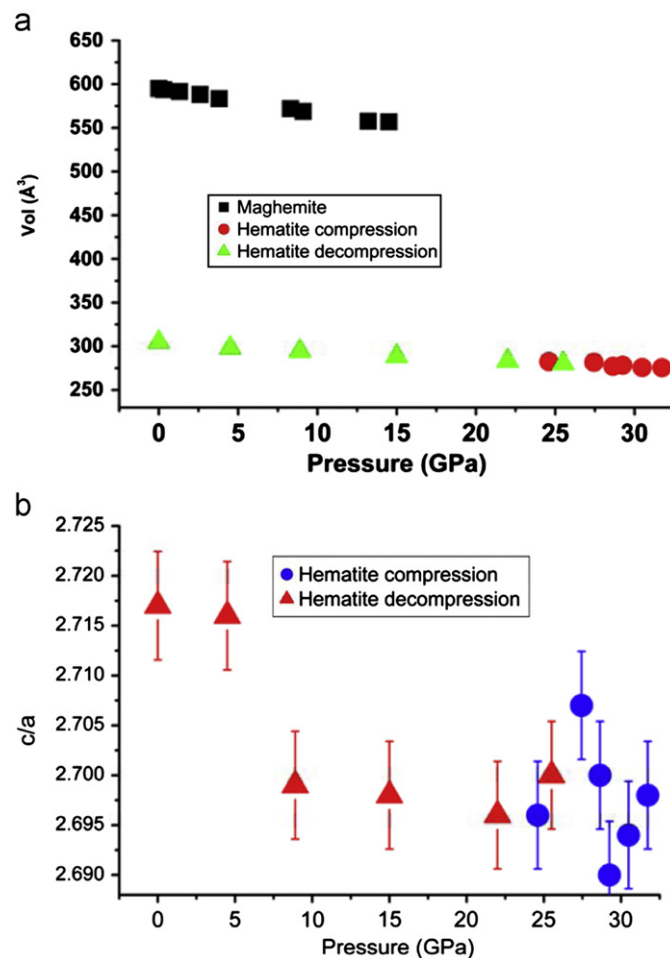 a
600
550
500
450
400
350
300
250
Vol (Å³)
Maghemite
Hematite compression
Hematite decompression
0 5 10 15 20 25 30
Pressure (GPa)
b
2.725
2.720
2.715
2.710
2.705
2.700
2.695
2.690
c/a
Hematite compression
Hematite decompression
0 5 10 15 20 25 30
Pressure (GPa)